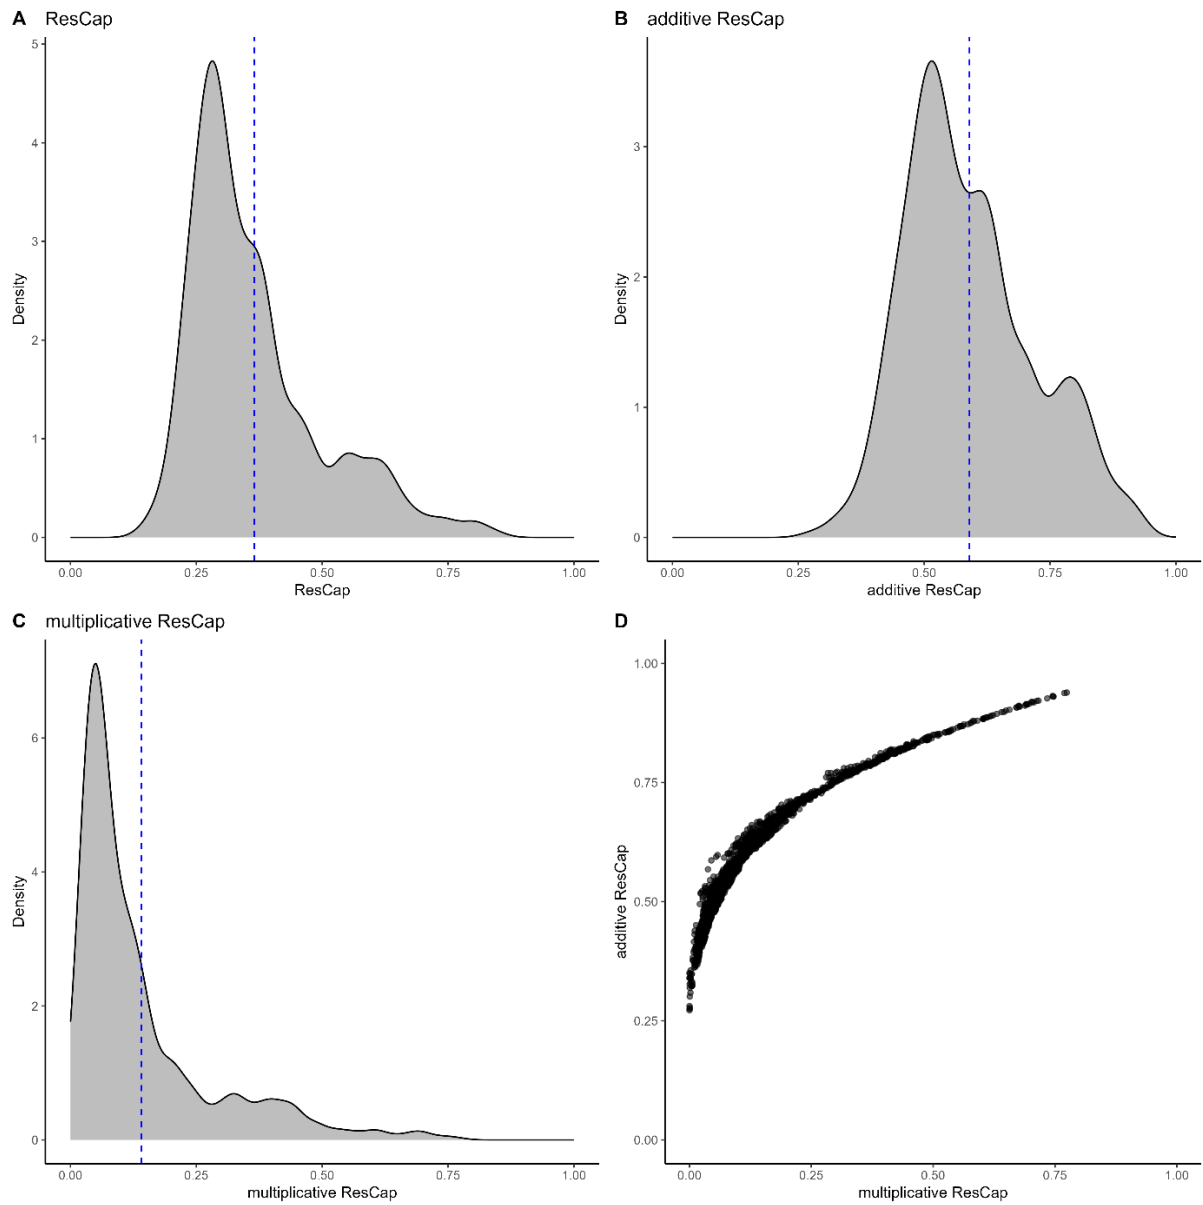 A ResCap
5
4
3
2
1
0
Density
0.00 0.25 0.50 0.75 1.00
ResCap
B additive ResCap
3
2
1
0
Density
0.00 0.25 0.50 0.75 1.00
additive ResCap
C multiplicative ResCap
6
4
2
0
Density
0.00 0.25 0.50 0.75 1.00
multiplicative ResCap
D
1.00
0.75
0.50
0.25
0.00
additive ResCap
0.00 0.25 0.50 0.75 1.00
multiplicative ResCap